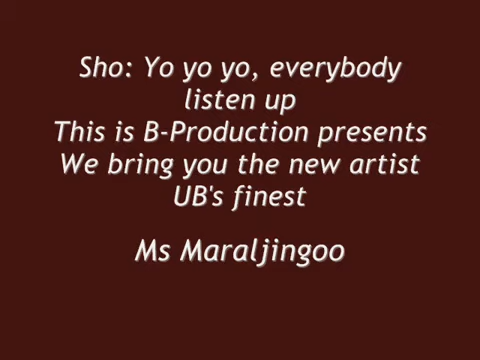 Sho: Yo yo yo, everybody
listen up
This is B-Production presents
We bring you the new artist
UB's finest
Ms Maraljingoo